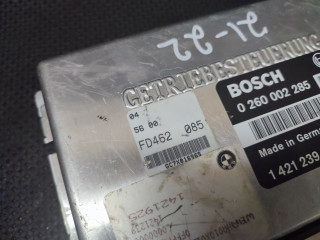 21-22
GETRIEBESTEUERUNG
BOSCH
0 260 002 285
04
56 00
FD462 085
Made in Germ
1 421 239
1421925